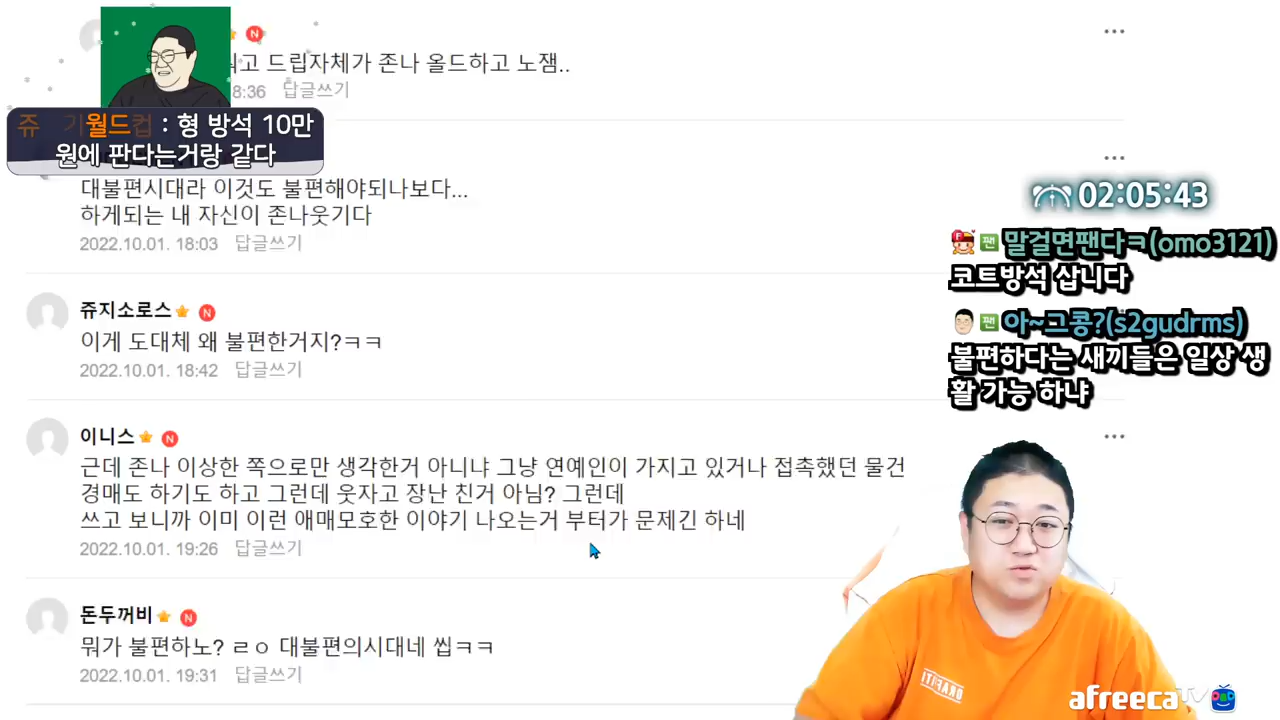 고 드립자체가 존나 올드하고 노잼..
8:36 답글쓰기
쥬 기월드컵 : 형 방석 10만
원에 판다는거랑 같다
대불편시대라 이것도 불편해야되나보다...
하게되는 내 자신이 존나웃기다
2022.10.01. 18:03 답글쓰기
쥬지소로스 N
이게 도대체 왜 불편한거지?ㅋㅋ
2022.10.01. 18:42 답글쓰기
이니스 N
근데 존나 이상한 쪽으로만 생각한거 아니냐 그냥 연예인이 가지고 있거나 접촉했던 물건
경매도 하기도 하고 그런데 웃자고 장난 친거 아님? 그런데
쓰고 보니까 이미 이런 애매모호한 이야기 나오는거 부터가 문제긴 하네
2022.10.01. 19:26 답글쓰기
돈두꺼비 N
뭐가 불편하노? ㄹㅇ 대불편의시대네 씹ㅋㅋ
2022.10.01. 19:31 답글쓰기
02:05:43
F 팬 말걸면팬다ㅋ(omo3121)
코트방석 삽니다
팬 아~그콩?(s2gudrms)
불편하다는 새끼들은 일상 생
활 가능 하냐
GRAFITI
afreecaTV